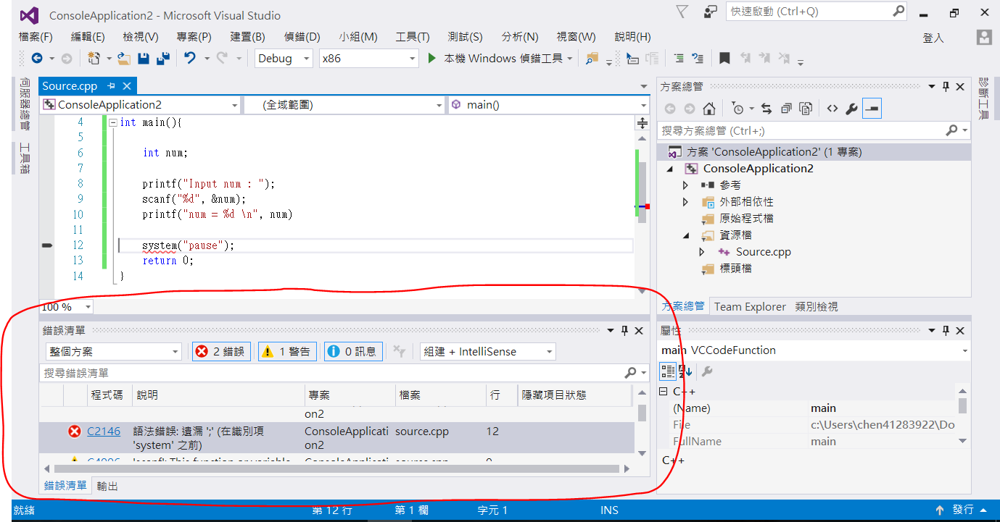 ConsoleApplication2 - Microsoft Visual Studio
快速啟動 (Ctrl+Q)
檔案(F) 編輯(E) 檢視(V) 專案(P) 建置(B) 偵錯(D) 小組(M) 工具(T) 測試(S) 分析(N) 視窗(W) 說明(H)
登入
Debug x86 本機 Windows 偵錯工具
伺服器總管
工具箱
Source.cpp
ConsoleApplication2 (全域範圍) main()
4 int main(){
5
6 int num;
7
8 printf("Input num : ");
9 scanf("%d", &num);
10 printf("num = %d \n", num)
11
12 system("pause");
13 return 0;
14 }
100 %
方案總管
搜尋方案總管 (Ctrl+;)
方案 'ConsoleApplication2' (1 專案)
ConsoleApplication2
參考
外部相依性
原始程式檔
資源檔
Source.cpp
標頭檔
方案總管 Team Explorer 類別檢視
診斷工具
錯誤清單
整個方案 2 錯誤 1 警告 0 訊息 組建 + IntelliSense
搜尋錯誤清單
程式碼 說明 專案 檔案 行 隱藏項目狀態
on2
C2146 語法錯誤: 遺漏 ';' (在識別項 ConsoleApplicati source.cpp 12
'system' 之前) on2
C4996 'scanf': This function or variable ConsoleApplicati source.cpp 9
錯誤清單 輸出
屬性
main VCCodeFunction
C++
(Name) main
File c:\Users\chen41283922\Do
FullName main
C++
就緒 第 12 行 第 1 欄 字元 1 INS 發行